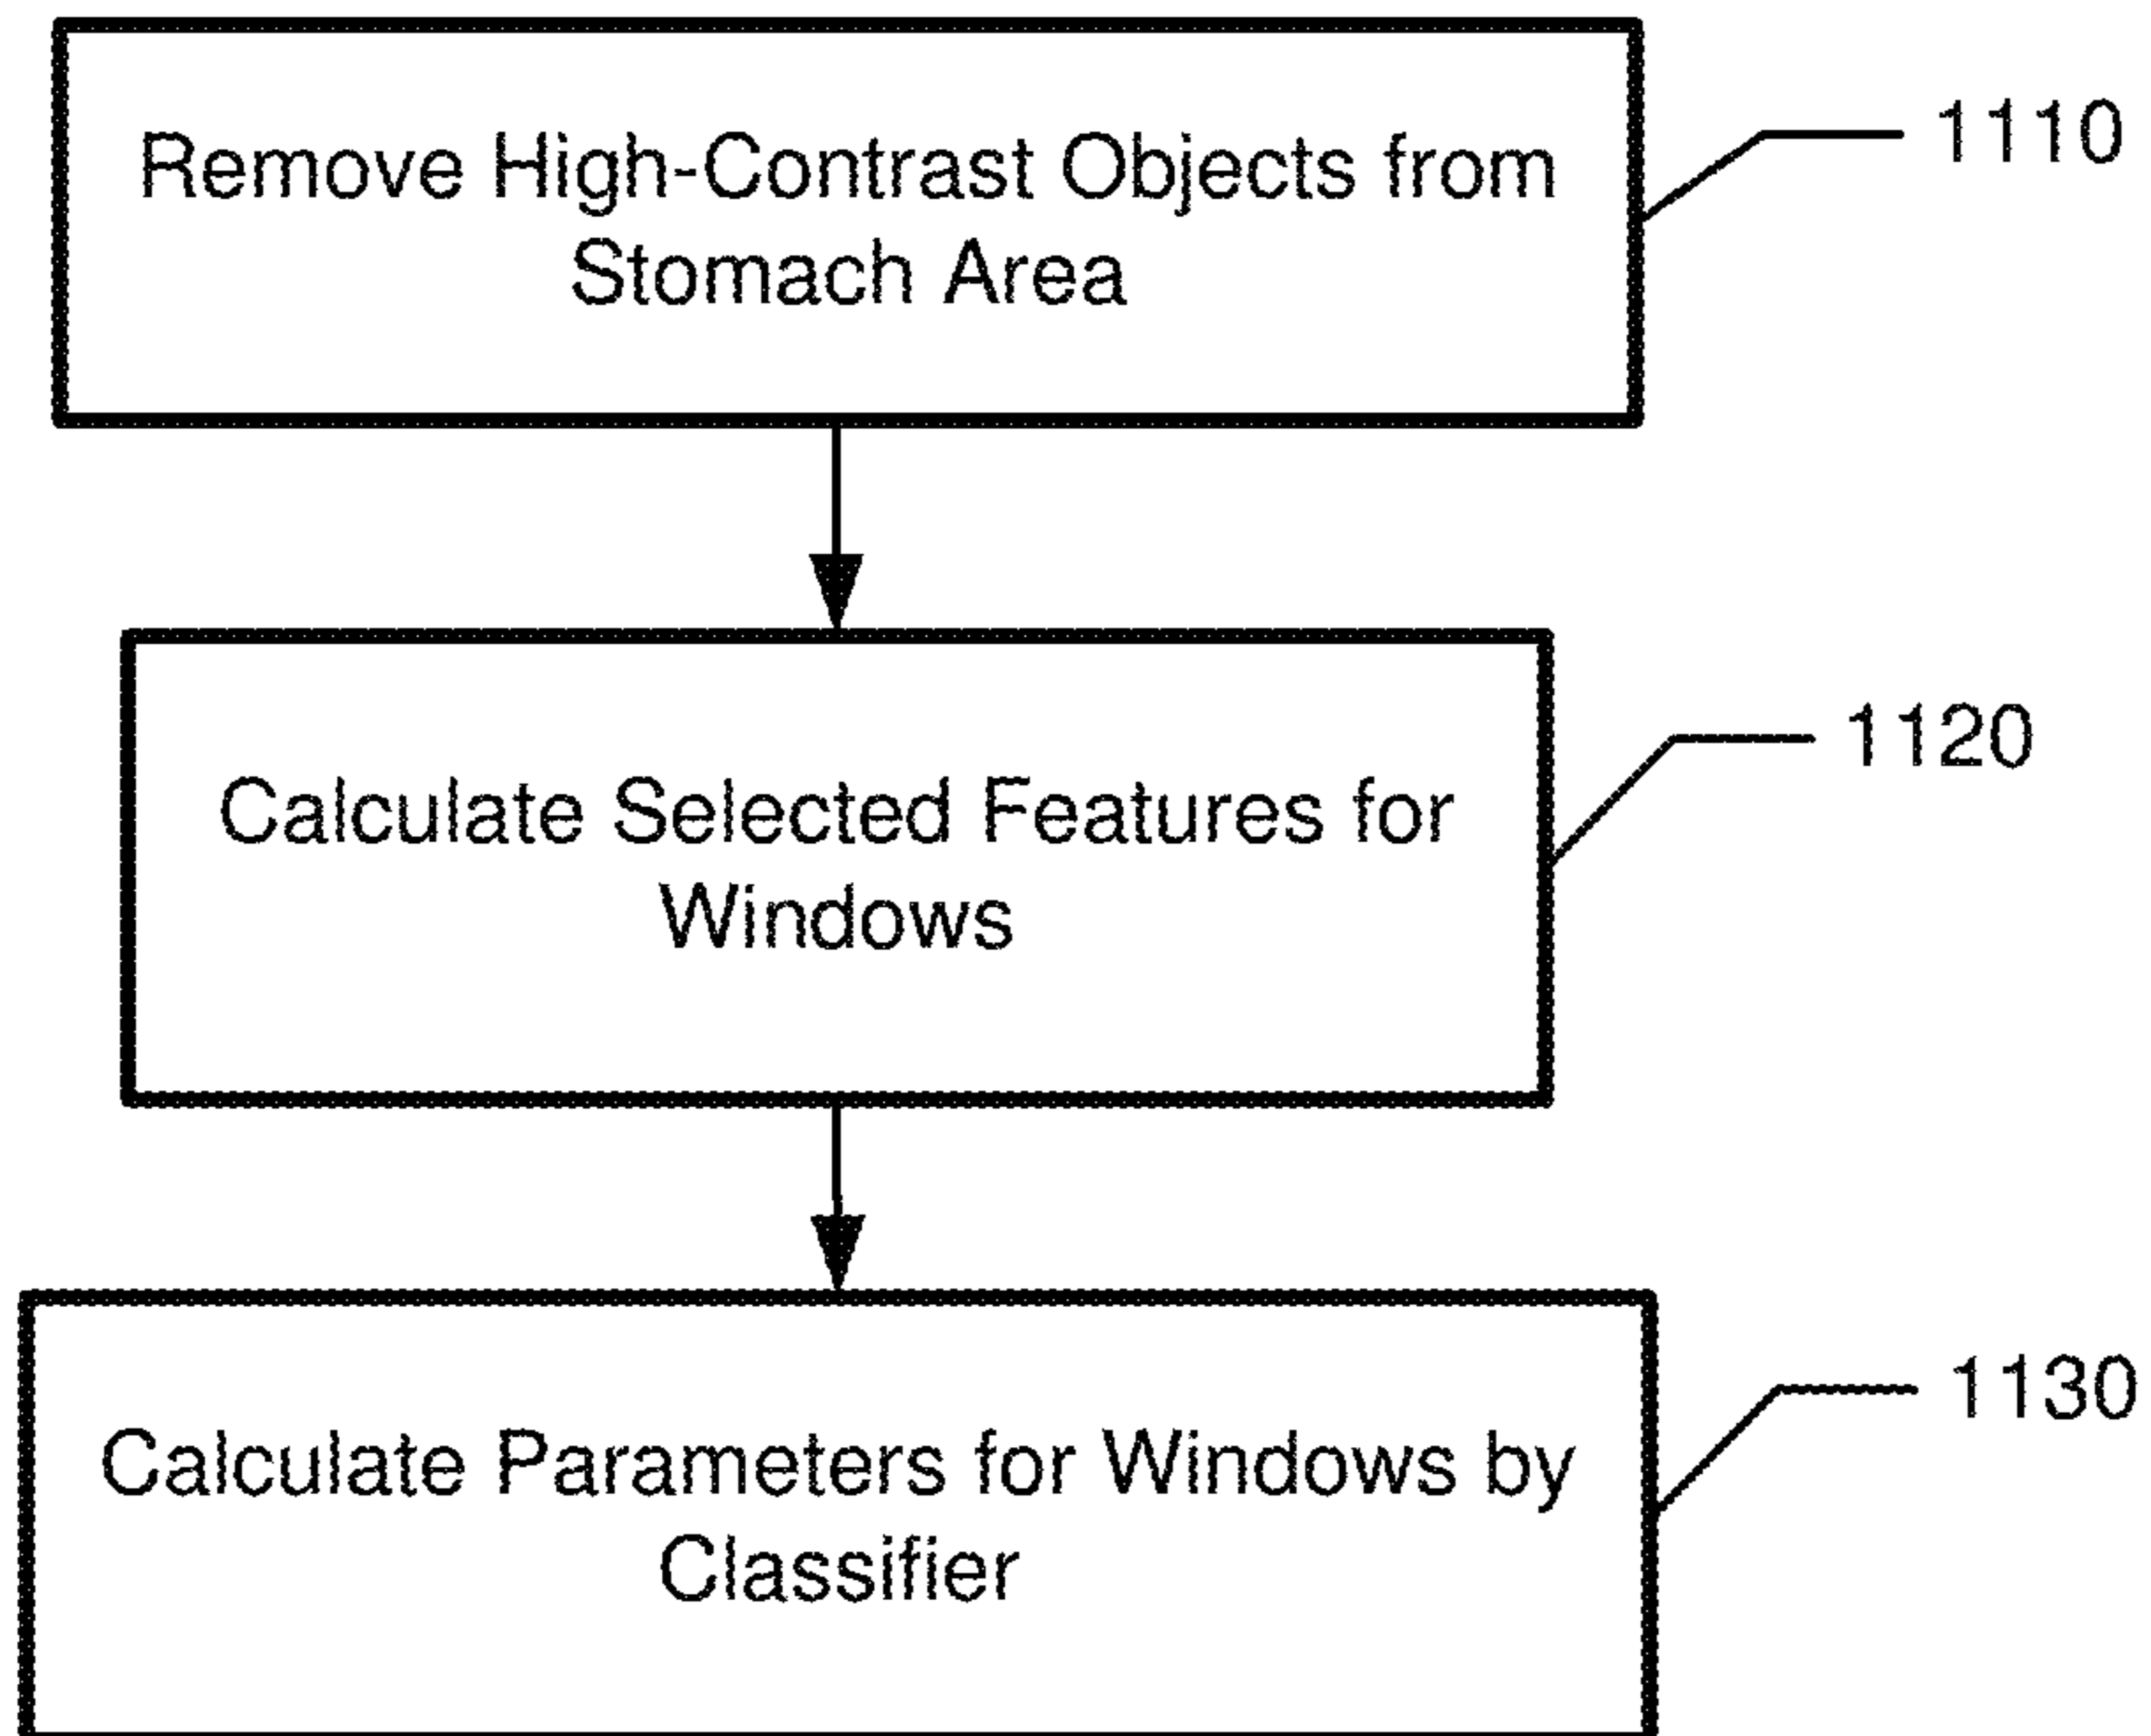 Remove High-Contrast Objects from
Stomach Area
1110
Calculate Selected Features for
Windows
1120
Calculate Parameters for Windows by
Classifier
1130